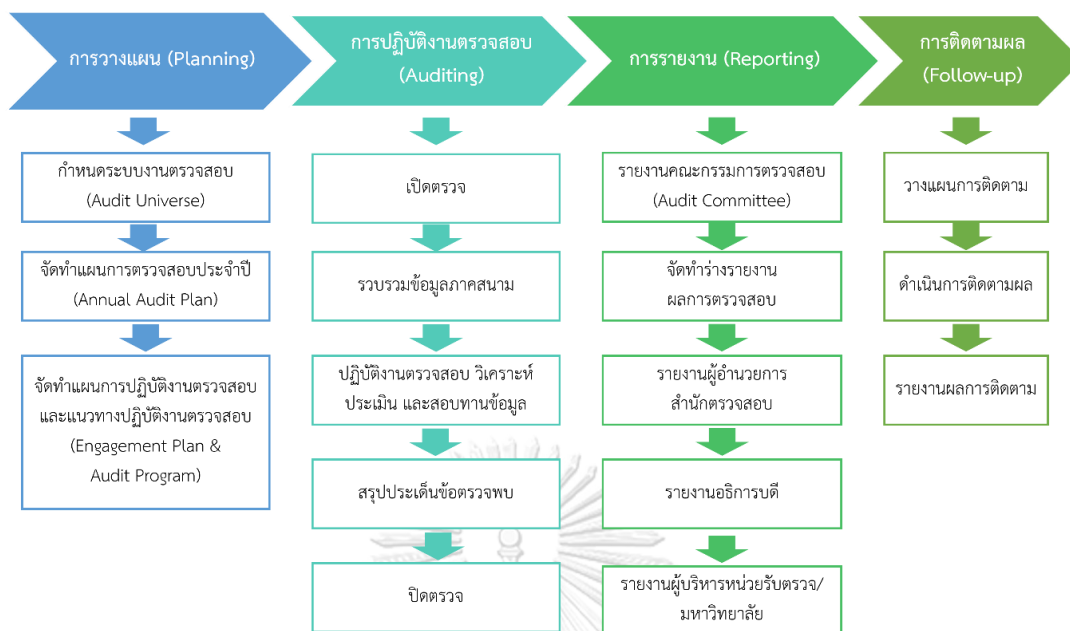 การวางแผน (Planning)
กำหนดระบบงานตรวจสอบ
(Audit Universe)
จัดทำแผนการตรวจสอบประจำปี
(Annual Audit Plan)
จัดทำแผนการปฏิบัติงานตรวจสอบ
และแนวทางปฏิบัติงานตรวจสอบ
(Engagement Plan &
Audit Program)
การปฏิบัติงานตรวจสอบ
(Auditing)
เปิดตรวจ
รวบรวมข้อมูลภาคสนาม
ปฏิบัติงานตรวจสอบ วิเคราะห์
ประเมิน และสอบทานข้อมูล
สรุปประเด็นข้อตรวจพบ
ปิดตรวจ
การรายงาน (Reporting)
รายงานคณะกรรมการตรวจสอบ
(Audit Committee)
จัดทำร่างรายงาน
ผลการตรวจสอบ
รายงานผู้อำนวยการ
สำนักตรวจสอบ
รายงานอธิการบดี
รายงานผู้บริหารหน่วยรับตรวจ/
มหาวิทยาลัย
การติดตามผล
(Follow-up)
วางแผนการติดตาม
ดำเนินการติดตามผล
รายงานผลการติดตาม